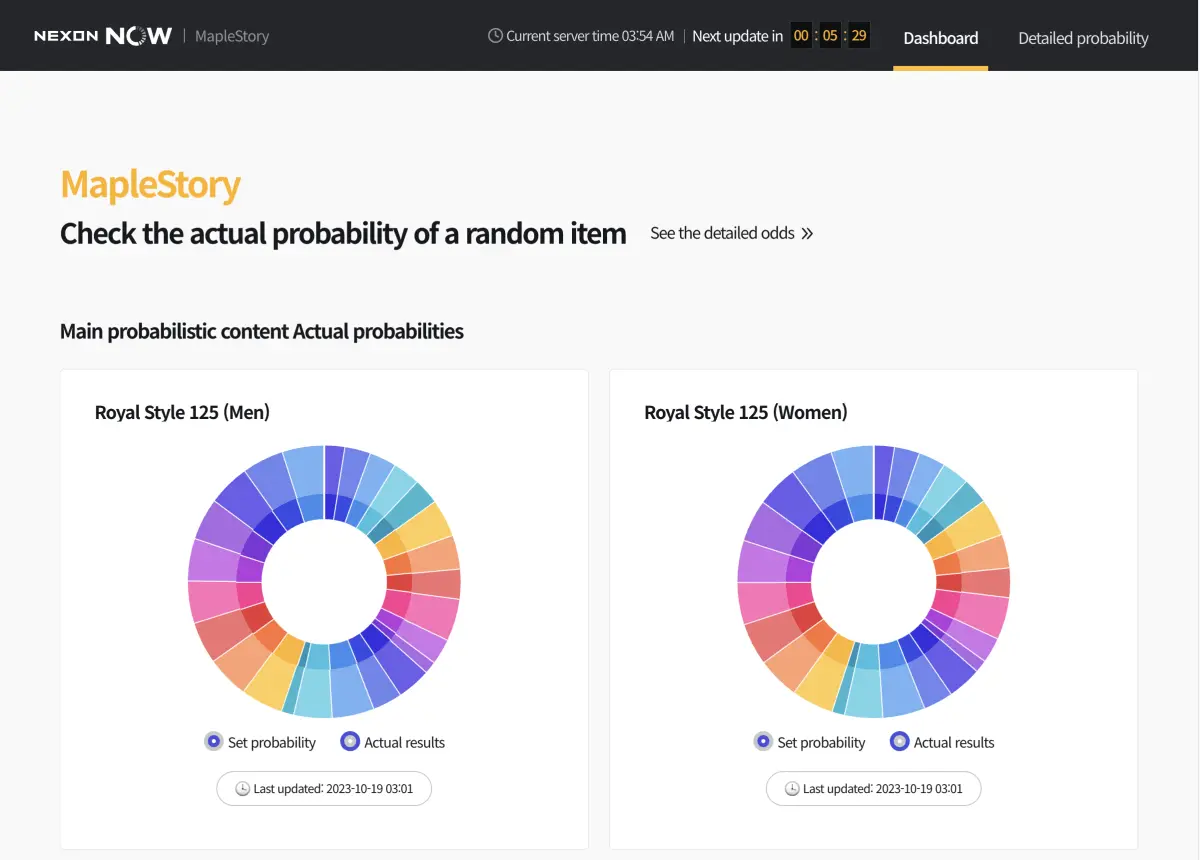 NEXON NOW | MapleStory
Current server time 03:54 AM | Next update in 00 : 05 : 29
Dashboard
Detailed probability
MapleStory
Check the actual probability of a random item
See the detailed odds »
Main probabilistic content Actual probabilities
Royal Style 125 (Men)
Set probability
Actual results
Last updated: 2023-10-19 03:01
Royal Style 125 (Women)
Set probability
Actual results
Last updated: 2023-10-19 03:01